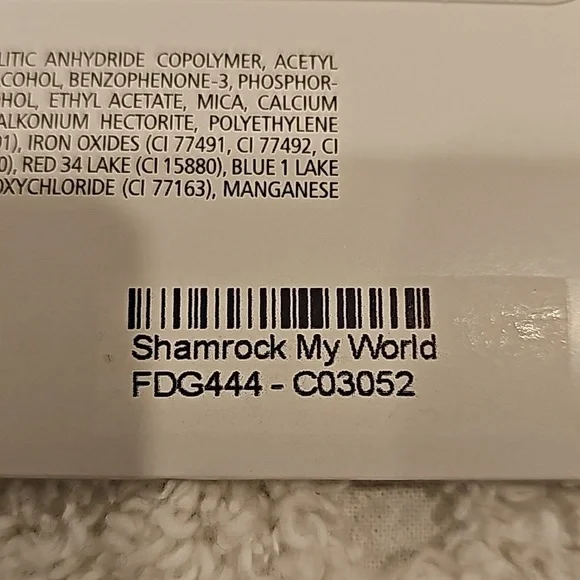 LITIC ANHYDRIDE COPOLYMER, ACETYL
COHOL, BENZOPHENONE-3, PHOSPHOR-
HOL, ETHYL ACETATE, MICA, CALCIUM
ALKONIUM HECTORITE, POLYETHYLENE
01), IRON OXIDES (CI 77491, CI 77492, CI
0), RED 34 LAKE (CI 15880), BLUE 1 LAKE
OXYCHLORIDE (CI 77163), MANGANESE
Shamrock My World
FDG444 - C03052